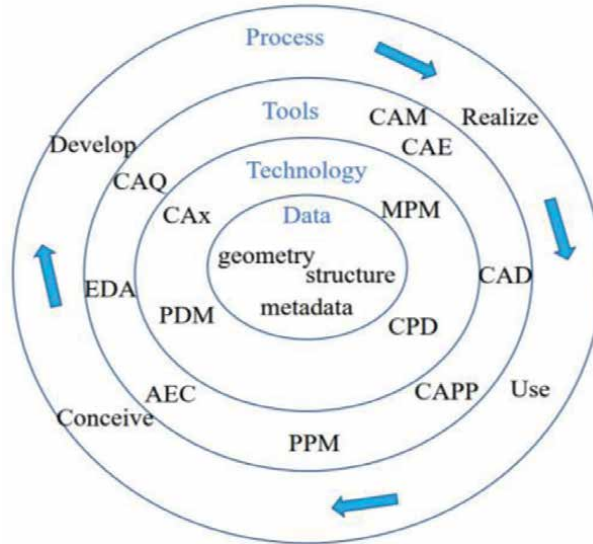 Process
Tools
CAM
Realize
Develop
CAE
Technology
CAQ
CAx
Data
MPM
geometry
structure
CAD
EDA
metadata
PDM
CPD
AEC
CAPP
Use
Conceive
PPM